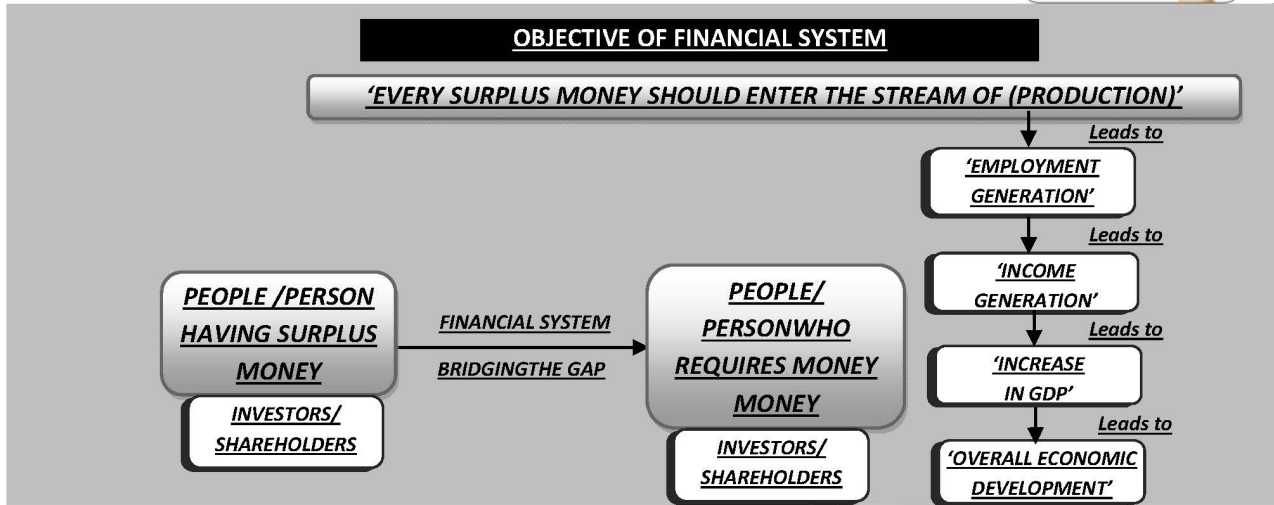 OBJECTIVE OF FINANCIAL SYSTEM
‘EVERY SURPLUS MONEY SHOULD ENTER THE STREAM OF (PRODUCTION)’
Leads to
‘EMPLOYMENT
GENERATION’
Leads to
‘INCOME
GENERATION’
Leads to
‘INCREASE
IN GDP’
Leads to
‘OVERALL ECONOMIC
DEVELOPMENT’
PEOPLE /PERSON
HAVING SURPLUS
MONEY
INVESTORS/
SHAREHOLDERS
FINANCIAL SYSTEM
BRIDGINGTHE GAP
PEOPLE/
PERSONWHO
REQUIRES MONEY
MONEY
INVESTORS/
SHAREHOLDERS